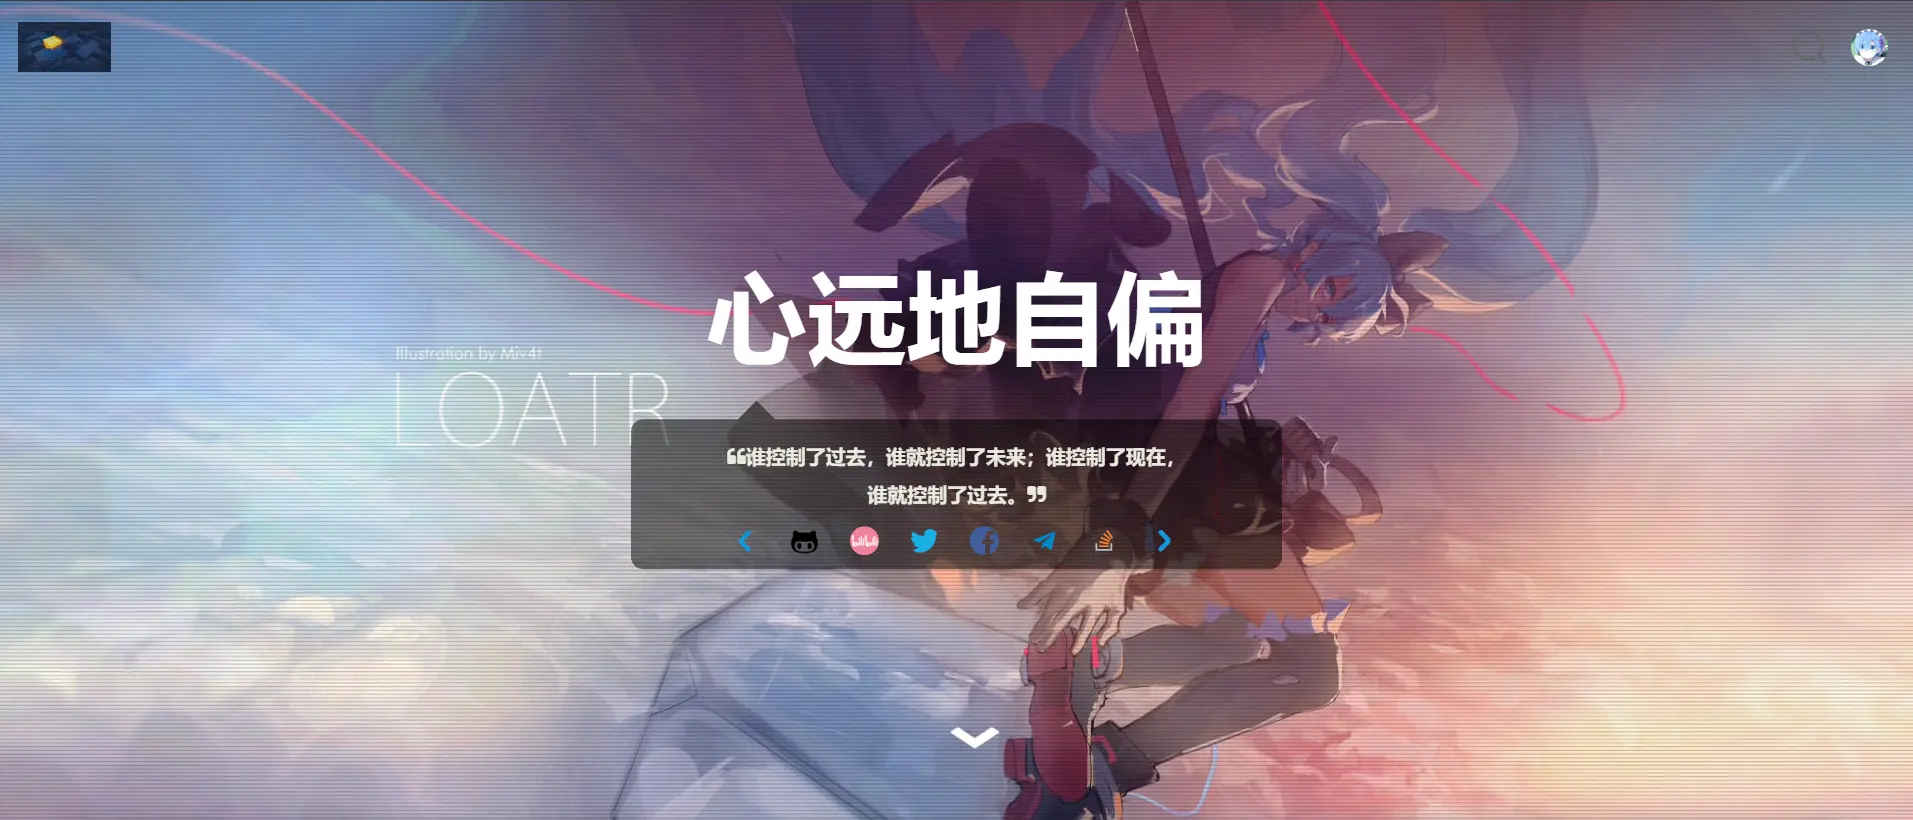 心远地自偏
Illustration by Miv4t
LOATR
❝谁控制了过去，谁就控制了未来；谁控制了现在，
谁就控制了过去。❞
bilibili